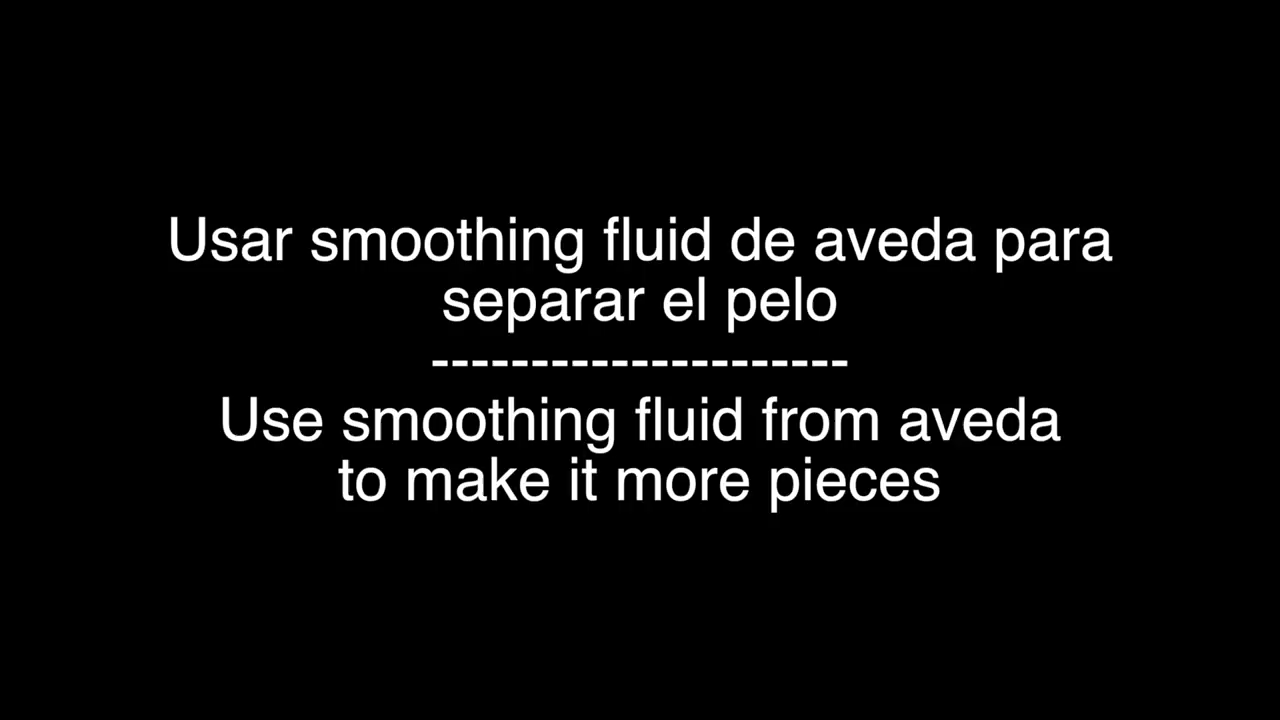 Usar smoothing fluid de aveda para
separar el pelo
---------------------
Use smoothing fluid from aveda
to make it more pieces